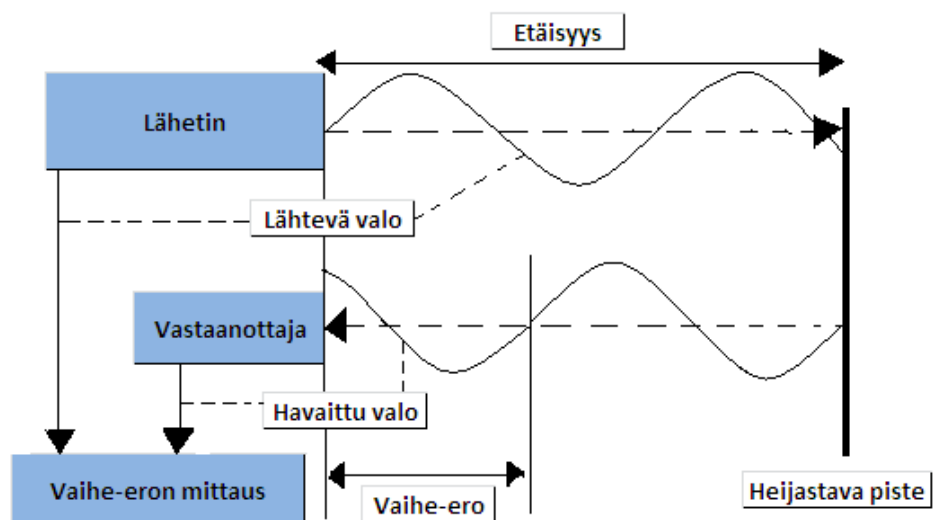 Etäisyys
Lähetin
Lähtevä valo
Vastaanottaja
Havaittu valo
Vaihe-eron mittaus
Vaihe-ero
Heijastava piste